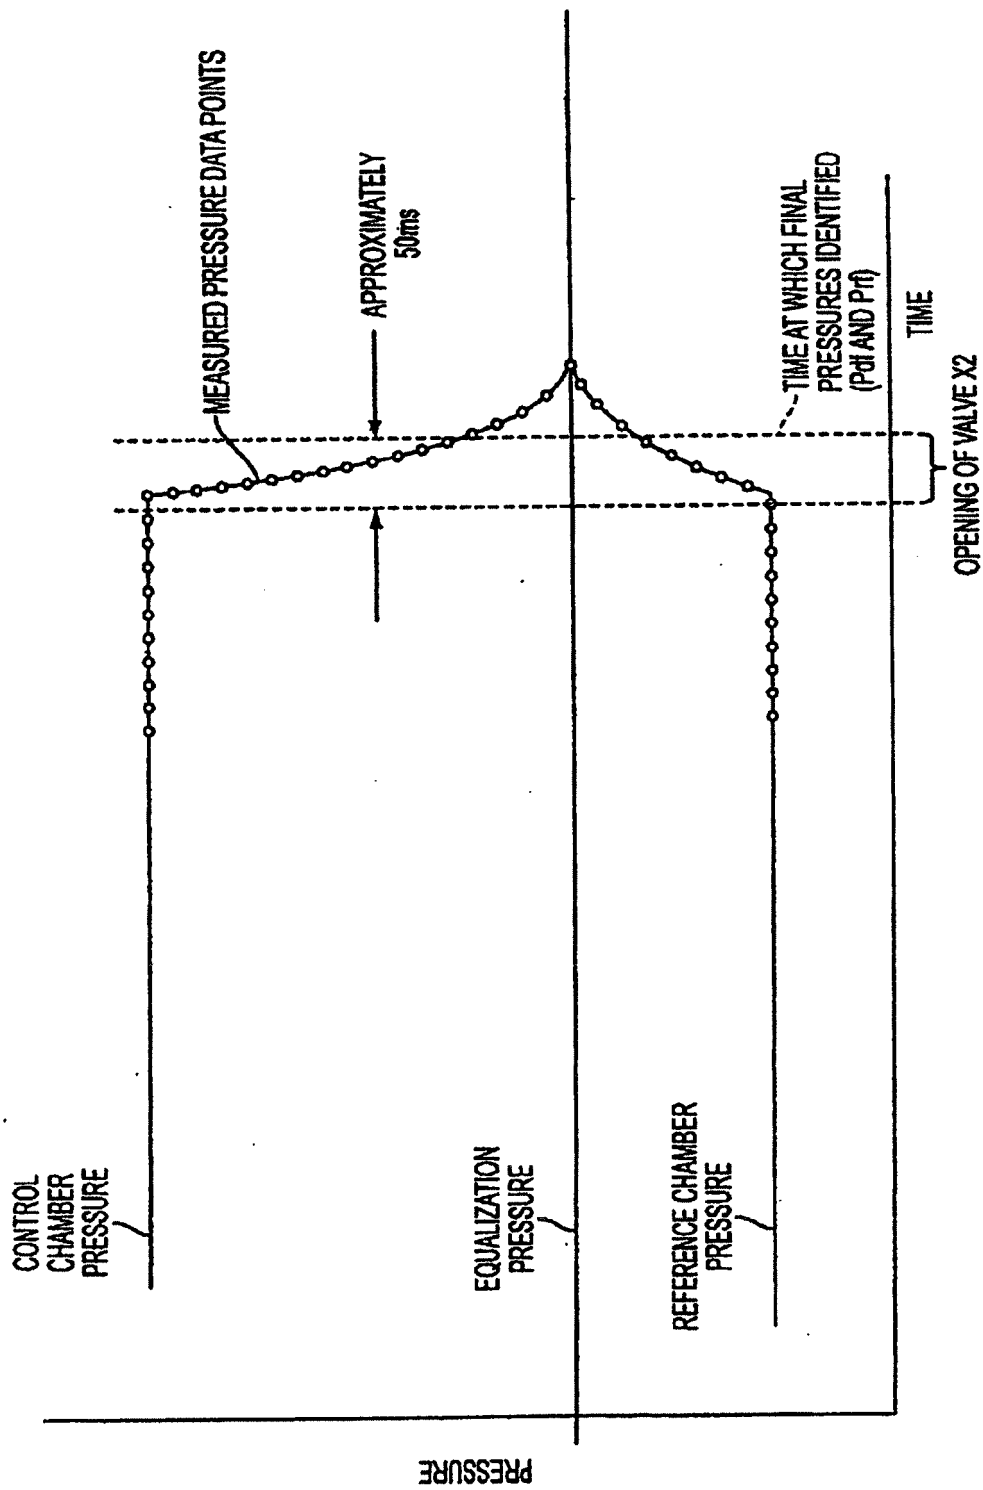 CONTROL
CHAMBER
PRESSURE
MEASURED PRESSURE DATA POINTS
APPROXIMATELY
50ms
EQUALIZATION
PRESSURE
REFERENCE CHAMBER
PRESSURE
TIME AT WHICH FINAL
PRESSURES IDENTIFIED
(Pdf AND Prf)
TIME
OPENING OF VALVE X2
PRESSURE